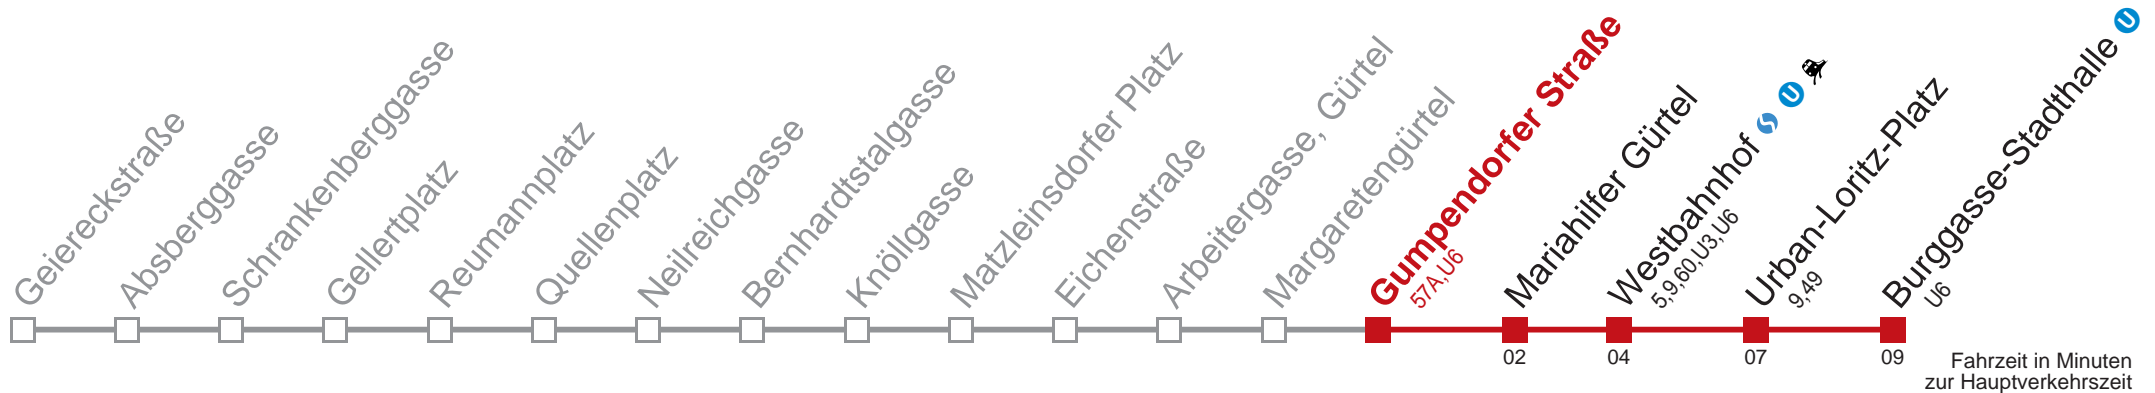 Geiereckstraße
Absberggasse
Schrankenberggasse
Gellertplatz
Reumannplatz
Quellenplatz
Neilreichgasse
Bernhardtstalgasse
Knöllgasse
Matzleinsdorfer Platz
Eichenstraße
Arbeitergasse, Gürtel
Margaretengürtel
Gumpendorfer Straße
57A,U6
Mariahilfer Gürtel
Westbahnhof U
5,9,60,U3,U6
Urban-Loritz-Platz
9,49
Burggasse-Stadthalle U
U6
02
04
07
09
Fahrzeit in Minuten
zur Hauptverkehrszeit